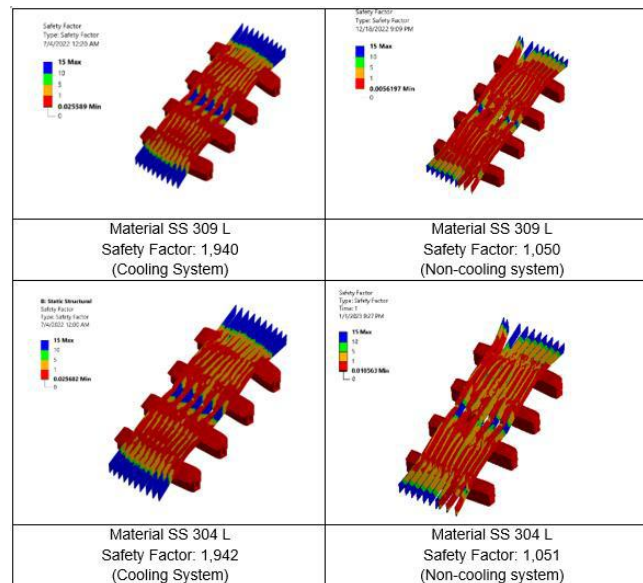 Safety Factor
Type: Safety Factor
7/4/2022 12:20 AM
15 Max
10
5
1
0.025589 Min
0
Safety Factor
Type: Safety Factor
12/18/2022 9:09 PM
15 Max
10
5
1
0.0056197 Min
0
Material SS 309 L
Safety Factor: 1,940
(Cooling System)
Material SS 309 L
Safety Factor: 1,050
(Non-cooling system)
B: Static Structural
Safety Factor
Type: Safety Factor
7/4/2022 12:00 AM
15 Max
10
5
1
0.025682 Min
0
Safety Factor
Type: Safety Factor
Time: 1
15 Max
10
5
1
0.010563 Min
0
Material SS 304 L
Safety Factor: 1,942
(Cooling System)
Material SS 304 L
Safety Factor: 1,051
(Non-cooling system)